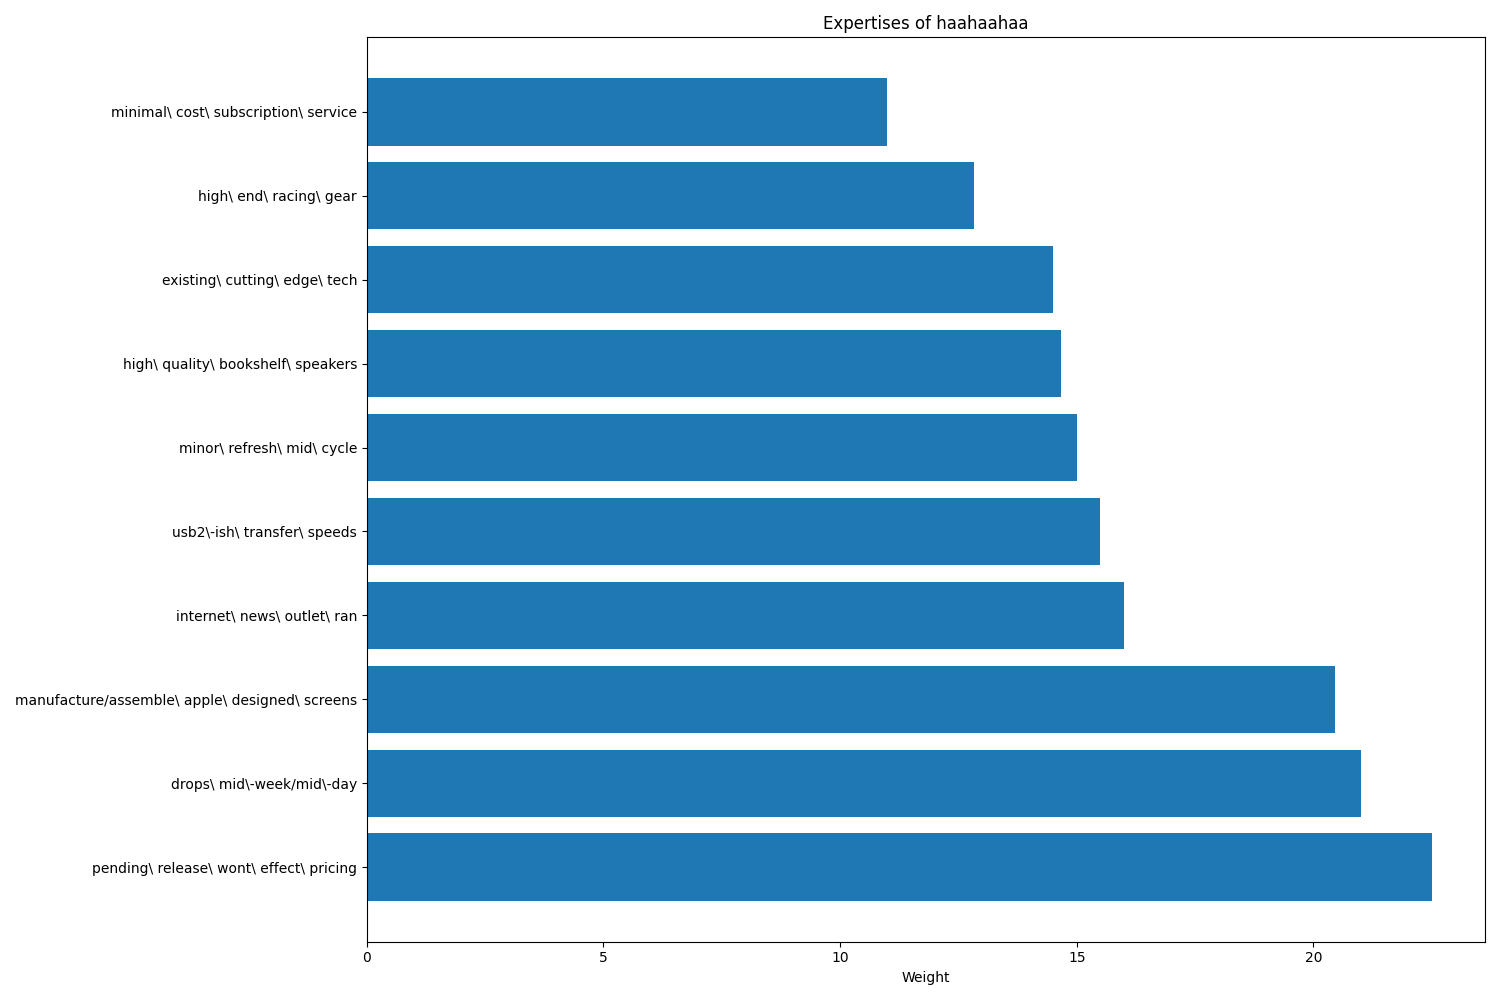 Expertises of haahaahaa
minimal\ cost\ subscription\ service
high\ end\ racing\ gear
existing\ cutting\ edge\ tech
high\ quality\ bookshelf\ speakers
minor\ refresh\ mid\ cycle
usb2\-ish\ transfer\ speeds
internet\ news\ outlet\ ran
manufacture/assemble\ apple\ designed\ screens
drops\ mid\-week/mid\-day
pending\ release\ wont\ effect\ pricing
0 5 10 15 20
Weight